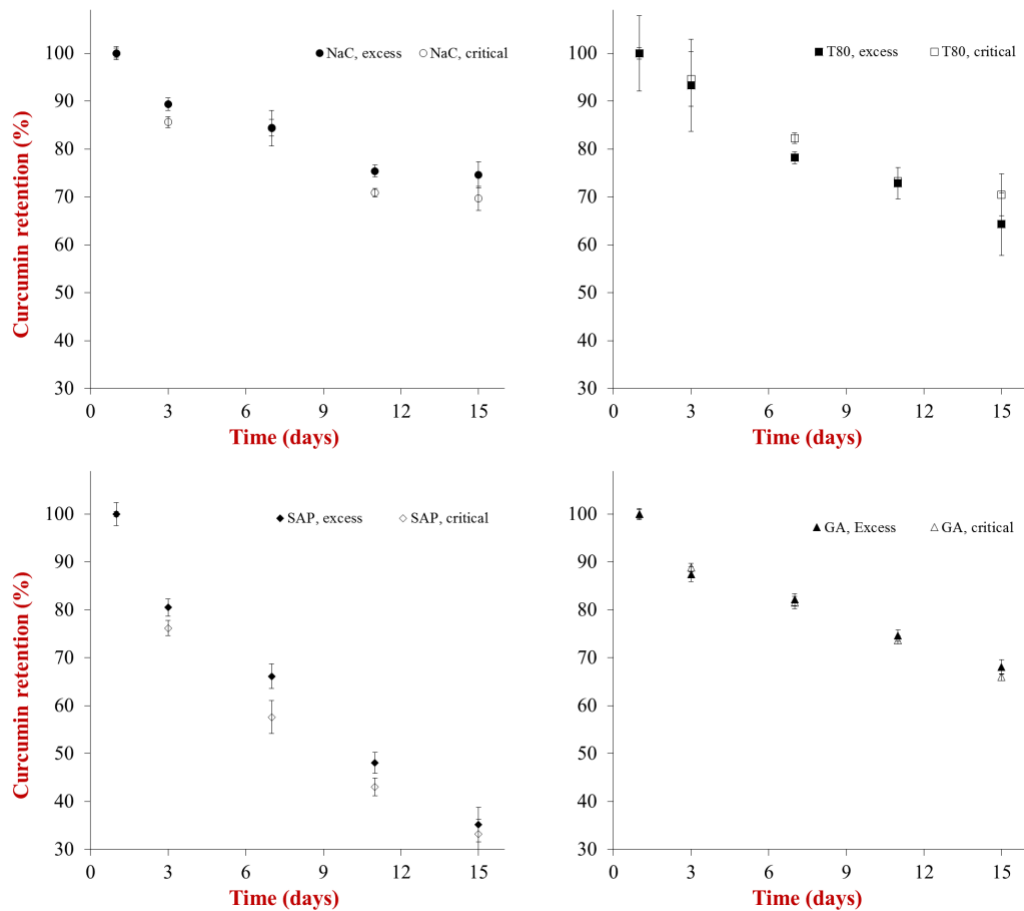 NaC, excess NaC, critical
Curcumin retention (%)
100
90
80
70
60
50
40
30
0 3 6 9 12 15
Time (days)
T80, excess T80, critical
100
90
80
70
60
50
40
30
0 3 6 9 12 15
Time (days)
SAP, excess SAP, critical
Curcumin retention (%)
100
90
80
70
60
50
40
30
0 3 6 9 12 15
Time (days)
GA, Excess GA, critical
100
90
80
70
60
50
40
30
0 3 6 9 12 15
Time (days)